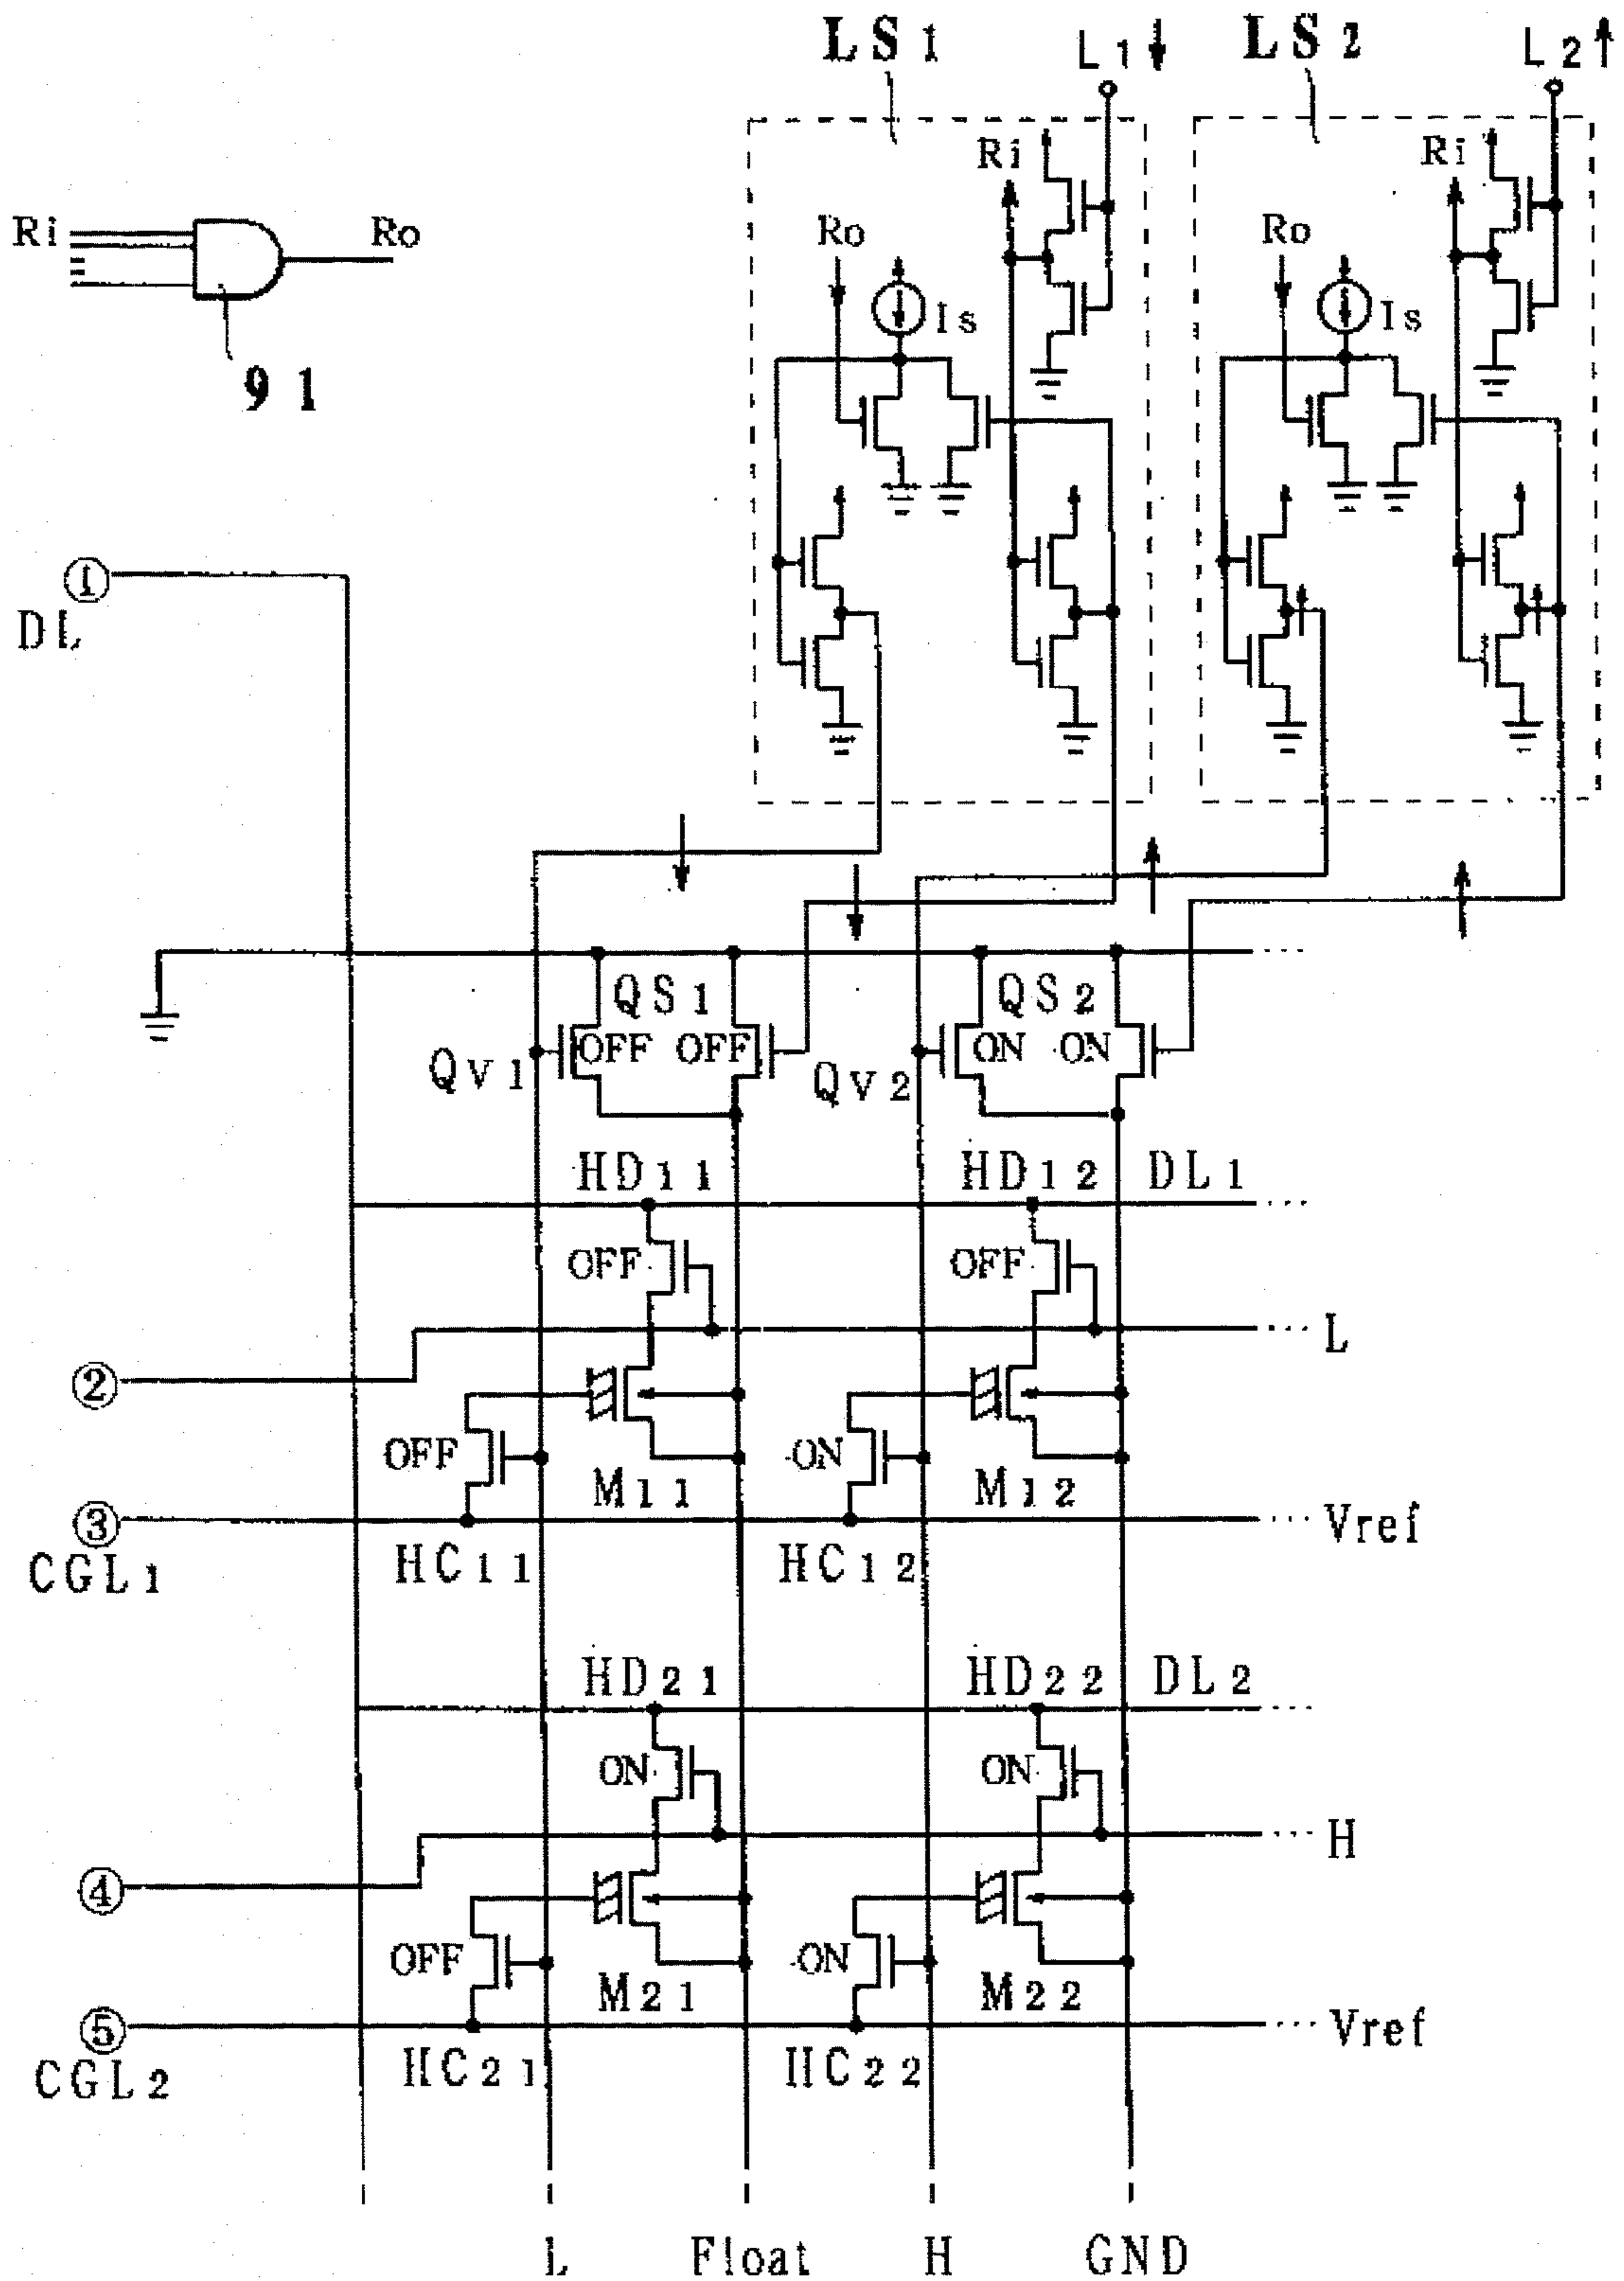 LS1
L1
LS2
L2
Ri
Ri
Ri
Ro
Ro
Ro
Is
Is
91
①
DL
QS1
QS2
OFF
OFF
ON
ON
QV1
QV2
HD11
HD12
DL1
OFF
OFF
L
②
OFF
ON
M11
M12
③
Vref
CGL1
HC11
HC12
HD21
HD22
DL2
ON
ON
H
④
OFF
ON
M21
M22
⑤
Vref
CGL2
HC21
HC22
L
Float
H
GND